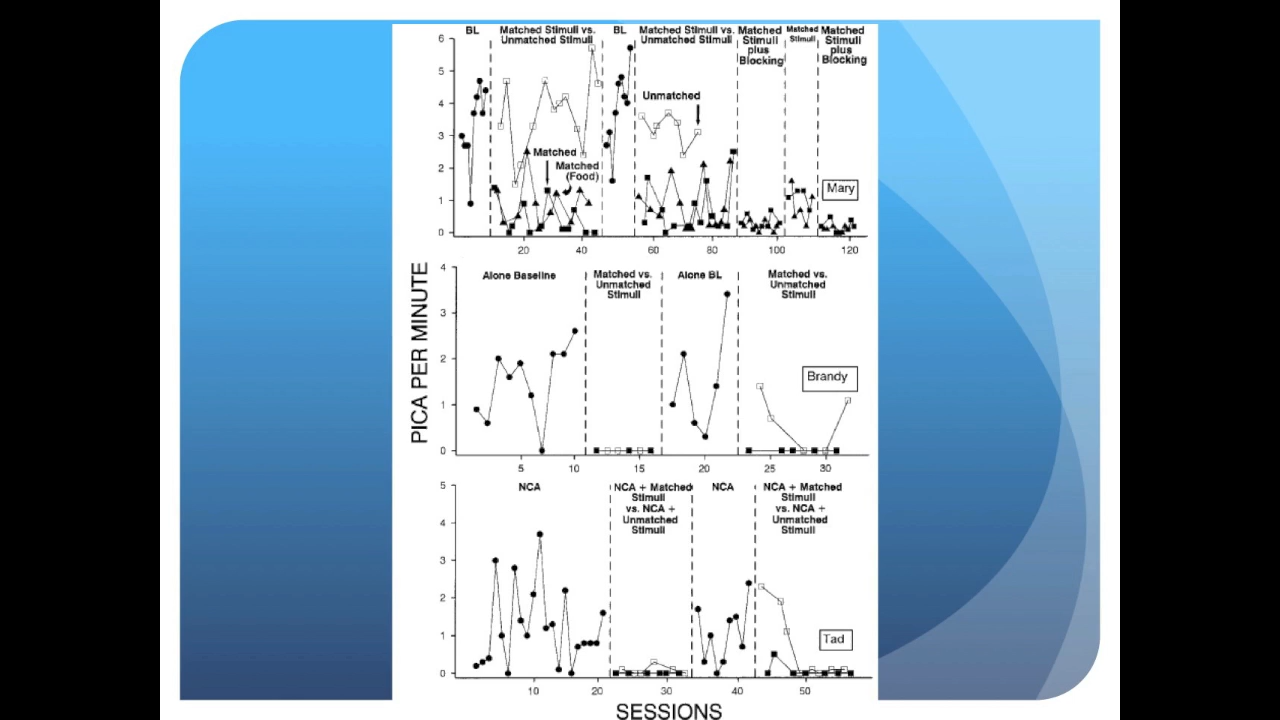 BL
Matched Stimuli vs.
Unmatched Stimuli
BL
Matched Stimuli vs.
Unmatched Stimuli
Matched
Stimuli
plus
Blocking
Matched
Stimuli
Matched
Stimuli
plus
Blocking
6
5
4
3
2
1
0
Unmatched
Matched
Matched
(Food)
Mary
20
40
60
80
100
120
PICA PER MINUTE
4
3
2
1
0
Alone Baseline
Matched vs.
Unmatched
Stimuli
Alone BL
Matched vs.
Unmatched
Stimuli
Brandy
5
10
15
20
25
30
5
4
3
2
1
0
NCA
NCA + Matched
Stimuli
vs. NCA +
Unmatched
Stimuli
NCA
NCA + Matched
Stimuli
vs. NCA +
Unmatched
Stimuli
Tad
10
20
30
40
50
SESSIONS